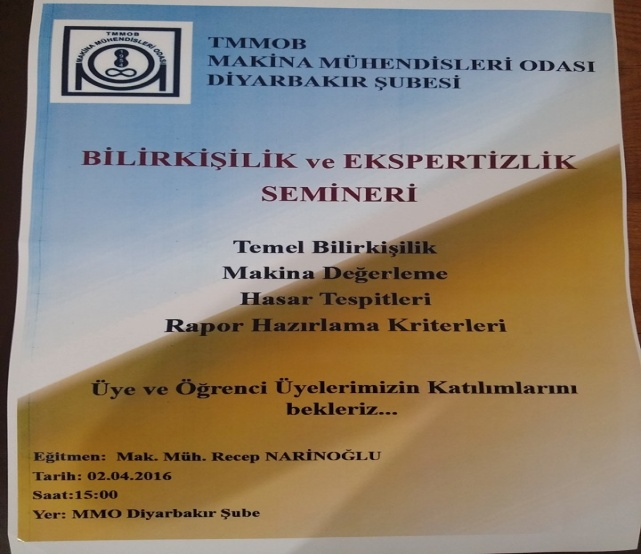 TMMOB
MAKİNA MÜHENDİSLERİ ODASI
TMMOB
MAKİNA MÜHENDİSLERİ ODASI
DİYARBAKIR ŞUBESİ
BİLİRKİŞİLİK ve EKSPERTİZLİK
SEMİNERİ
Temel Bilirkişilik
Makina Değerleme
Hasar Tespitleri
Rapor Hazırlama Kriterleri
Üye ve Öğrenci Üyelerimizin Katılımlarını
bekleriz...
Eğitmen: Mak. Müh. Recep NARİNOĞLU
Tarih: 02.04.2016
Saat:15:00
Yer: MMO Diyarbakır Şube